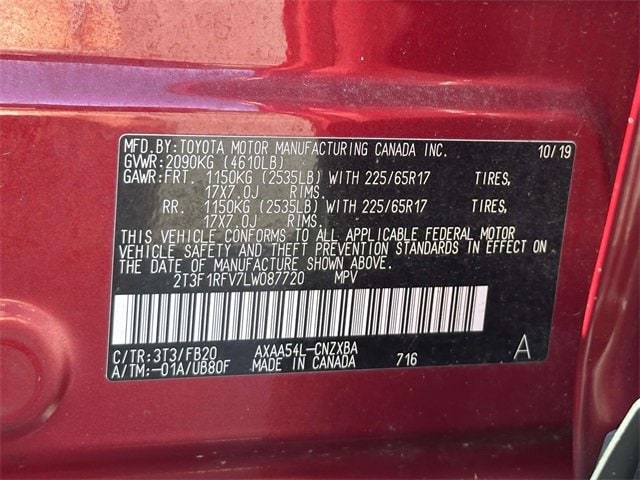 MFD.BY:TOYOTA MOTOR MANUFACTURING CANADA INC. 10/19
GVWR:2090KG (4610LB)
GAWR:FRT. 1150KG (2535LB) WITH 225/65R17 TIRES,
17X7.0J RIMS.
RR. 1150KG (2535LB) WITH 225/65R17 TIRES,
17X7.0J RIMS.
THIS VEHICLE CONFORMS TO ALL APPLICABLE FEDERAL MOTOR
VEHICLE SAFETY AND THEFT PREVENTION STANDARDS IN EFFECT ON
THE DATE OF MANUFACTURE SHOWN ABOVE.
2T3F1RFV7LW087720 MPV
C/TR:3T3/FB20 AXAA54L-CNZXBA A
A/TM:-01A/UB80F MADE IN CANADA 716